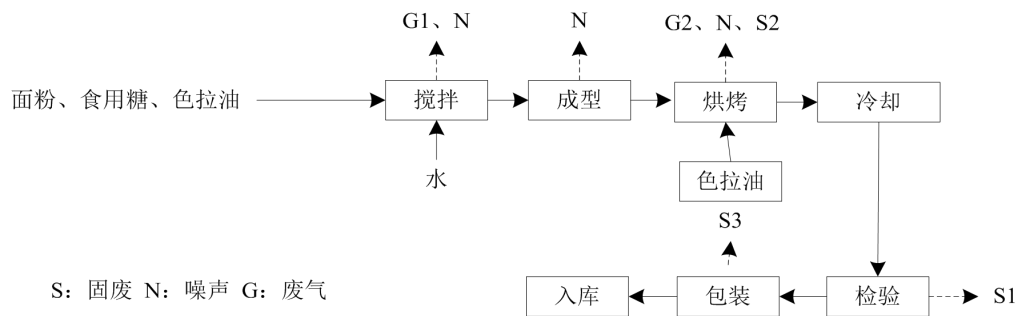 G1、N
N
G2、N、S2
面粉、食用糖、色拉油
搅拌
成型
烘烤
冷却
水
色拉油
S3
S：固废 N：噪声 G：废气
入库
包装
检验
S1